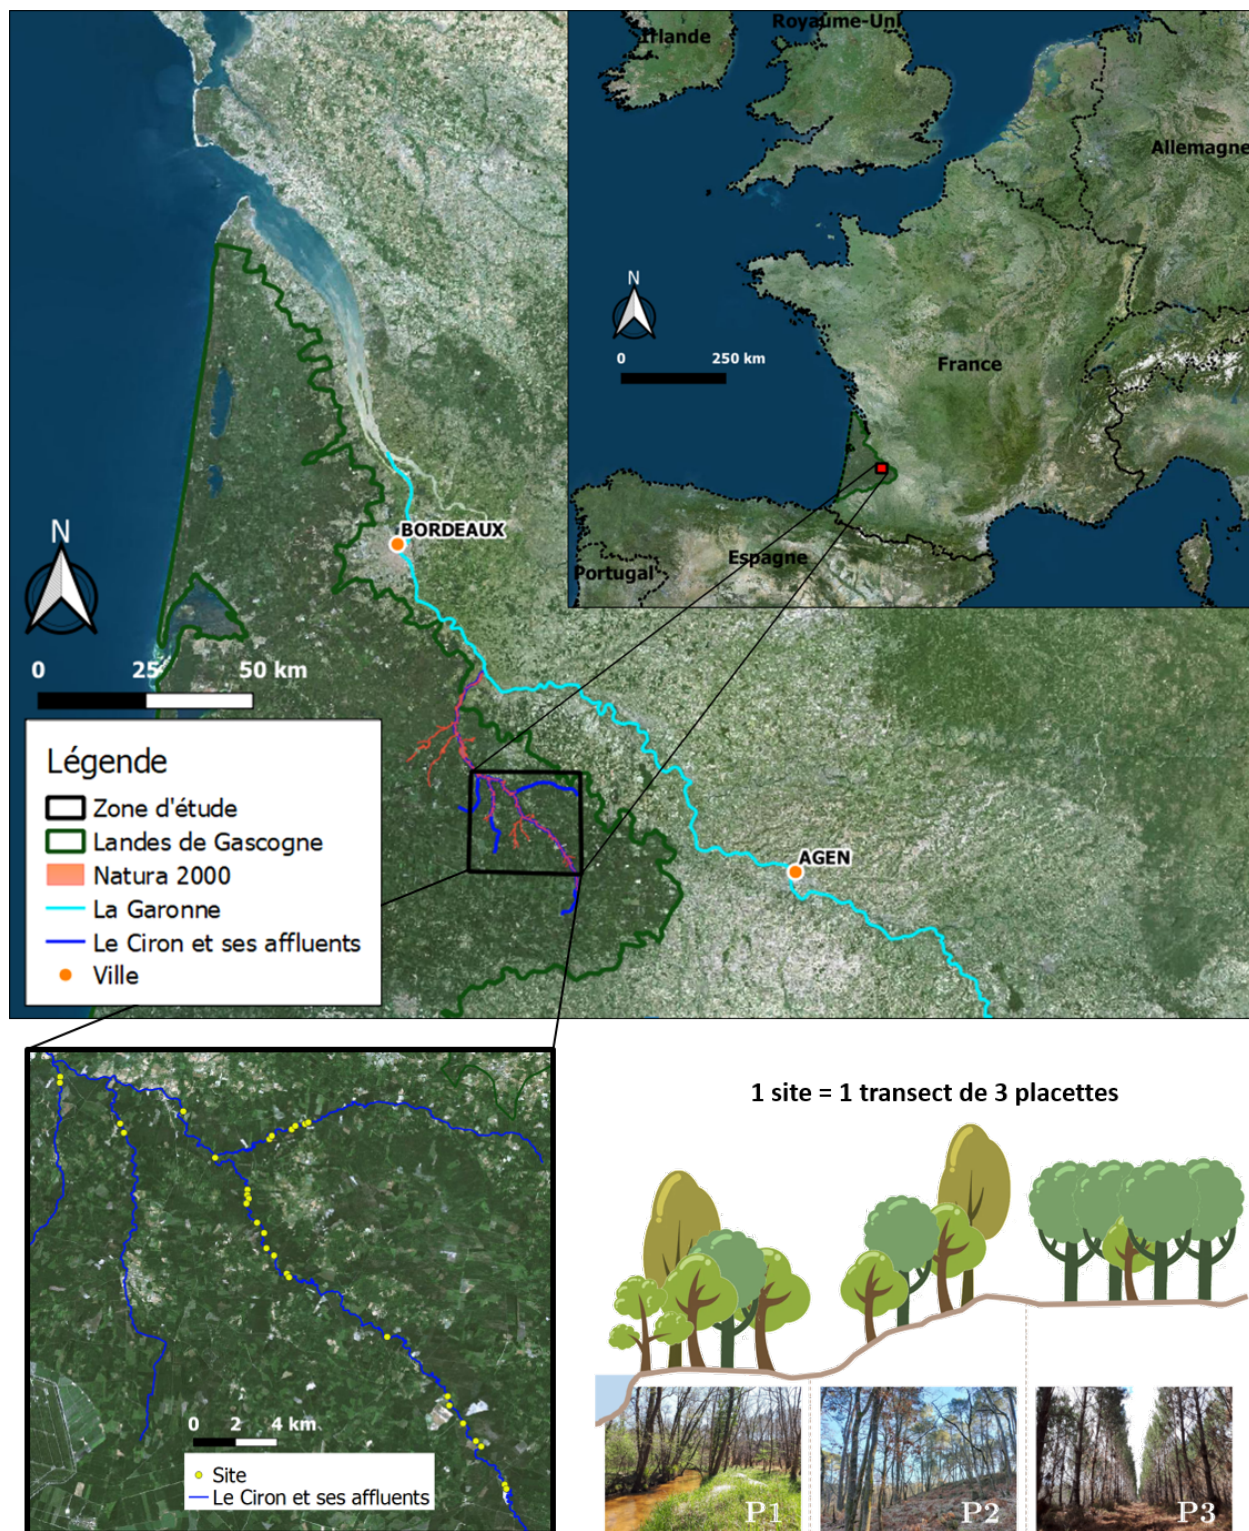 Irlande
Royaume-Uni
Allemagne
N
0 250 km
France
Espagne
Portugal
BORDEAUX
N
0 25 50 km
AGEN
Légende
Zone d'étude
Landes de Gascogne
Natura 2000
La Garonne
Le Ciron et ses affluents
Ville
0 2 4 km
Site
Le Ciron et ses affluents
1 site = 1 transect de 3 placettes
P1
P2
P3